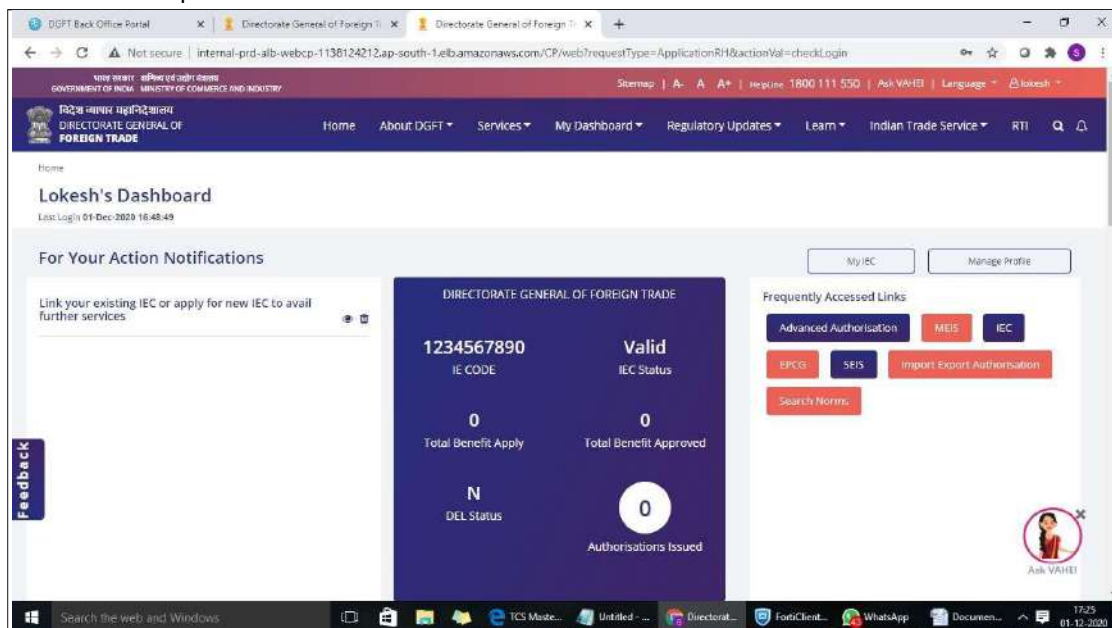 DGFT Back Office Portal
Directorate General of Foreign T
Directorate General of Foreign Tr
Not secure | internal-prd-alb-webcp-1138124212.ap-south-1.elb.amazonaws.com/CP/web?requestType=ApplicationRH&actionVal=checkLogin
S
भारत सरकार
GOVERNMENT OF INDIA MINISTRY OF COMMERCE AND INDUSTRY
Sitemap | A- A A+ | Helpline 1800 111 550 | Ask VAHEI | Language
lokesh
विदेश व्यापार महानिदेशालय
DIRECTORATE GENERAL OF
FOREIGN TRADE
Home About DGFT Services My Dashboard Regulatory Updates Learn Indian Trade Service RTI
Home
Lokesh's Dashboard
Last Login 01-Dec-2020 16:48:49
For Your Action Notifications
My IEC
Manage Profile
Link your existing IEC or apply for new IEC to avail
further services
DIRECTORATE GENERAL OF FOREIGN TRADE
1234567890
IE CODE
Valid
IEC Status
0
Total Benefit Apply
0
Total Benefit Approved
N
DEL Status
0
Authorisations Issued
Frequently Accessed Links
Advanced Authorisation
MEIS
IEC
EPCG
SEIS
Import Export Authorisation
Search Norms
Feedback
Ask VAHEI
Search the web and Windows
TCS Maste...
Untitled - ...
Directorat...
FortiClient...
WhatsApp
Documen...
17:25
01-12-2020